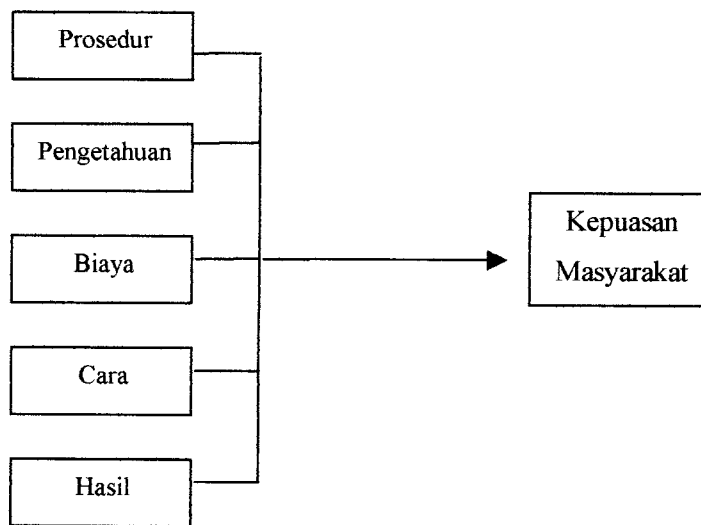 Prosedur
Pengetahuan
Biaya
Kepuasan
Masyarakat
Cara
Hasil